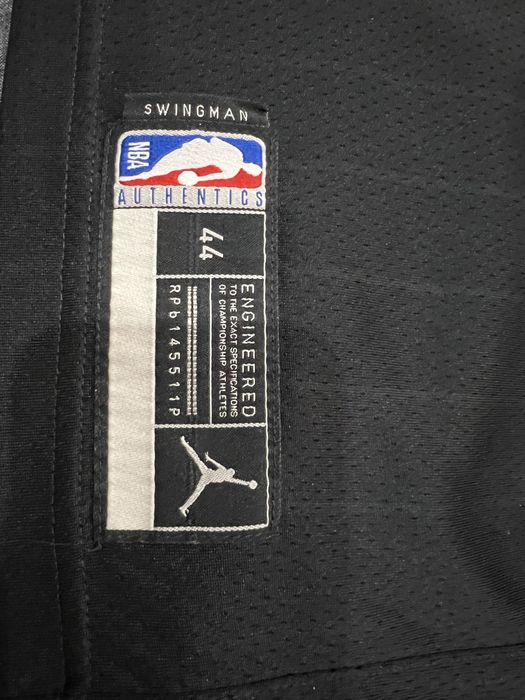 SWINGMAN
NBA
AUTHENTICS
44
ENGINEERED
TO THE EXACT SPECIFICATIONS
OF CHAMPIONSHIP ATHLETES
RPb145511P